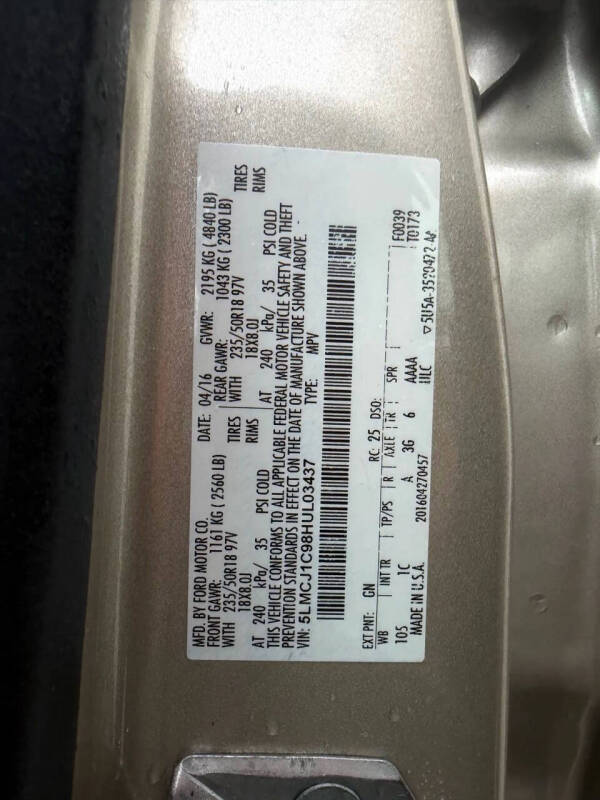 MFD. BY FORD MOTOR CO. DATE: 04/16 GVWR: 2195 KG ( 4840 LB)
FRONT GAWR: 1161 KG ( 2560 LB) REAR GAWR: 1043 KG ( 2300 LB)
WITH 235/50R18 97V TIRES WITH 235/50R18 97V TIRES
18X8.0J RIMS 18X8.0J RIMS
AT 240 kPa/ 35 PSI COLD AT 240 kPa/ 35 PSI COLD
THIS VEHICLE CONFORMS TO ALL APPLICABLE FEDERAL MOTOR VEHICLE SAFETY AND THEFT
PREVENTION STANDARDS IN EFFECT ON THE DATE OF MANUFACTURE SHOWN ABOVE.
VIN: 5LMCJ1C98HUL03437 TYPE: MPV
EXT PNT: GN RC: 25 DSO: F0039
WB INT TR TP/PS R AXLE TR SPR T0173
105 1C A 3G 6 AAAA
MADE IN U.S.A. 201604270457